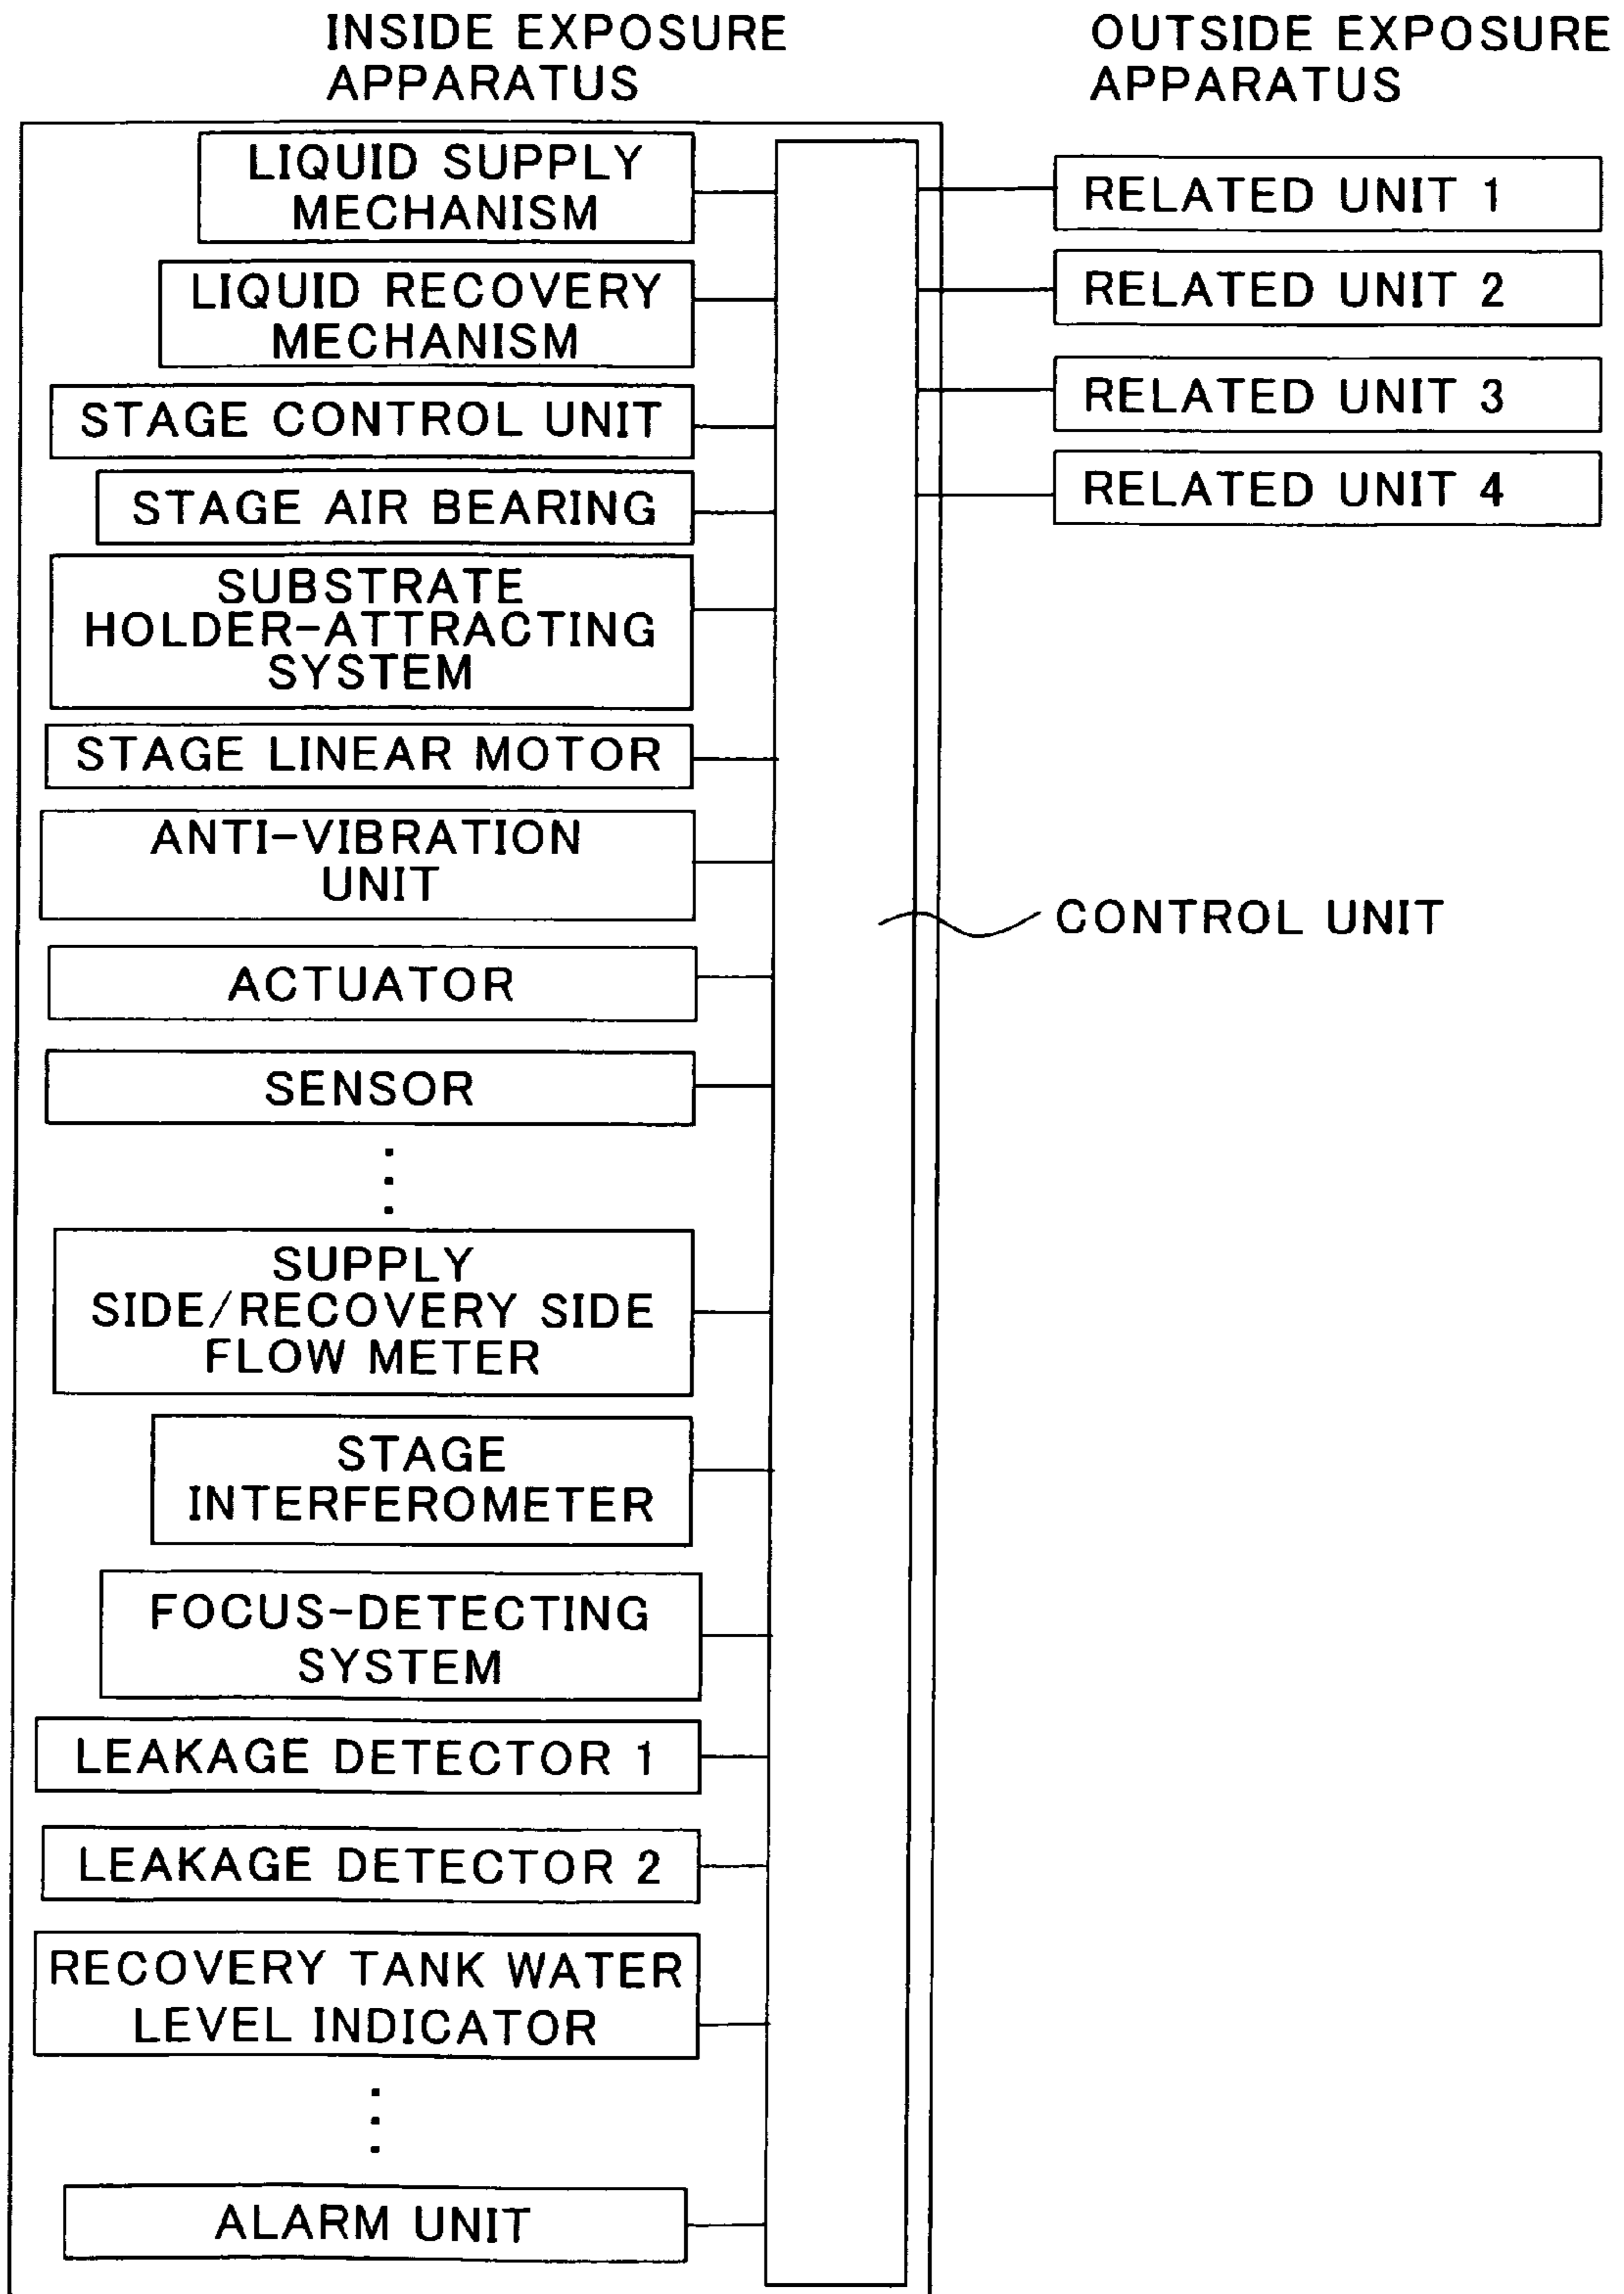 INSIDE EXPOSURE
APPARATUS
OUTSIDE EXPOSURE
APPARATUS
LIQUID SUPPLY
MECHANISM
LIQUID RECOVERY
MECHANISM
STAGE CONTROL UNIT
STAGE AIR BEARING
SUBSTRATE
HOLDER-ATTRACTING
SYSTEM
STAGE LINEAR MOTOR
ANTI-VIBRATION
UNIT
ACTUATOR
SENSOR
SUPPLY
SIDE/RECOVERY SIDE
FLOW METER
STAGE
INTERFEROMETER
FOCUS-DETECTING
SYSTEM
LEAKAGE DETECTOR 1
LEAKAGE DETECTOR 2
RECOVERY TANK WATER
LEVEL INDICATOR
ALARM UNIT
RELATED UNIT 1
RELATED UNIT 2
RELATED UNIT 3
RELATED UNIT 4
CONTROL UNIT